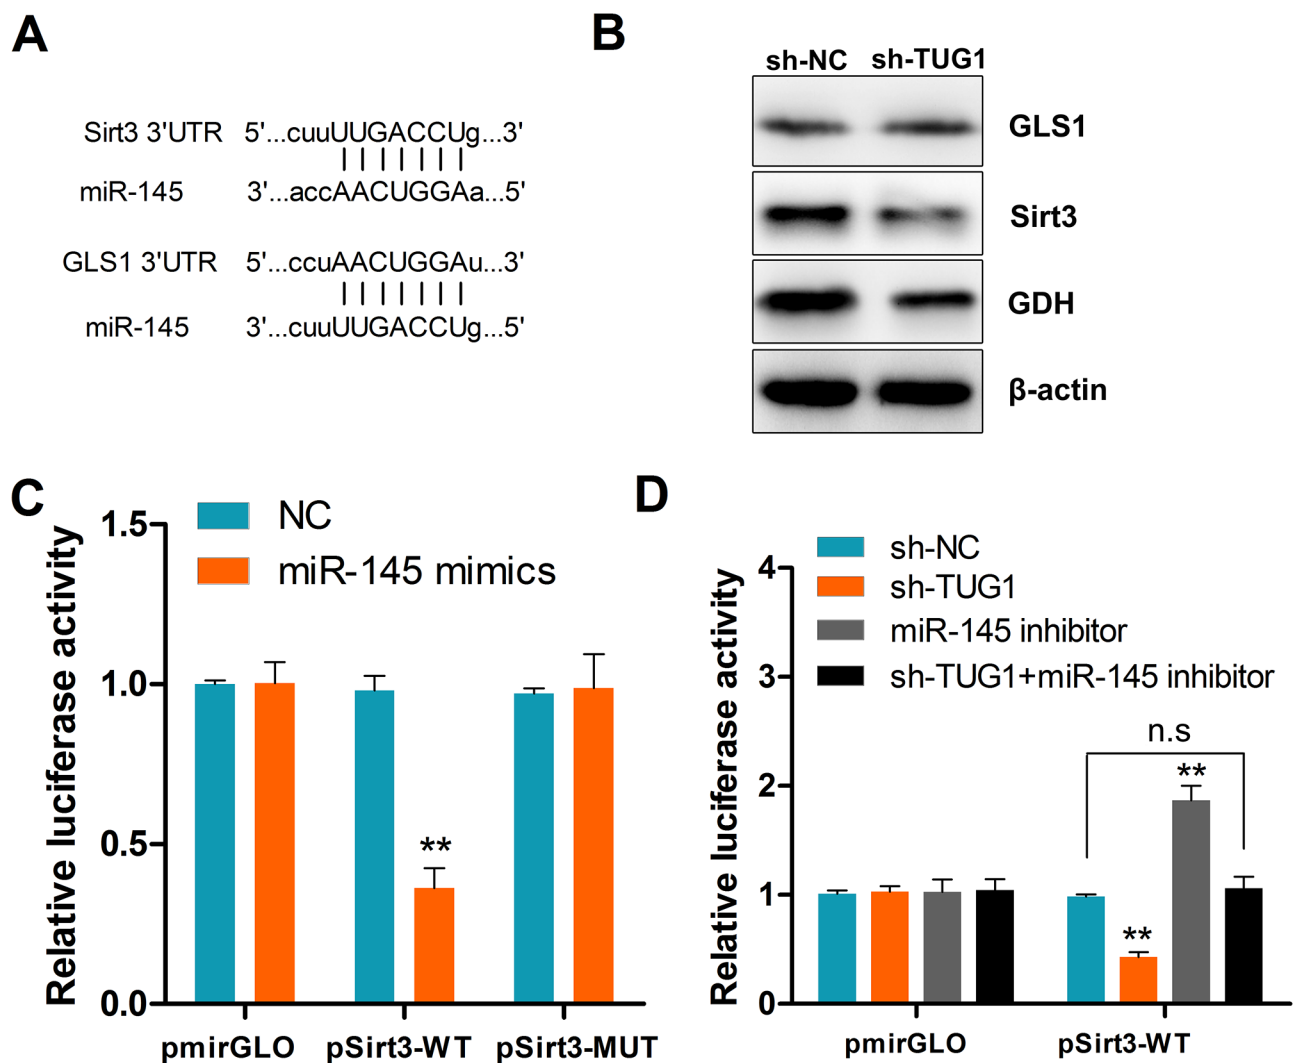 A
Sirt3 3'UTR 5'...cuuUUGACCUg...3'
miR-145 3'...accAACUGGAa...5'
GLS1 3'UTR 5'...ccuAACUGGAu...3'
miR-145 3'...cuuUUGACCUg...5'
B
sh-NC sh-TUG1
GLS1
Sirt3
GDH
β-actin
C
NC
miR-145 mimics
Relative luciferase activity
1.5
1.0
0.5
0.0
**
pmirGLO pSirt3-WT pSirt3-MUT
D
sh-NC
sh-TUG1
miR-145 inhibitor
sh-TUG1+miR-145 inhibitor
Relative luciferase activity
4
3
2
1
0
n.s
**
**
pmirGLO pSirt3-WT